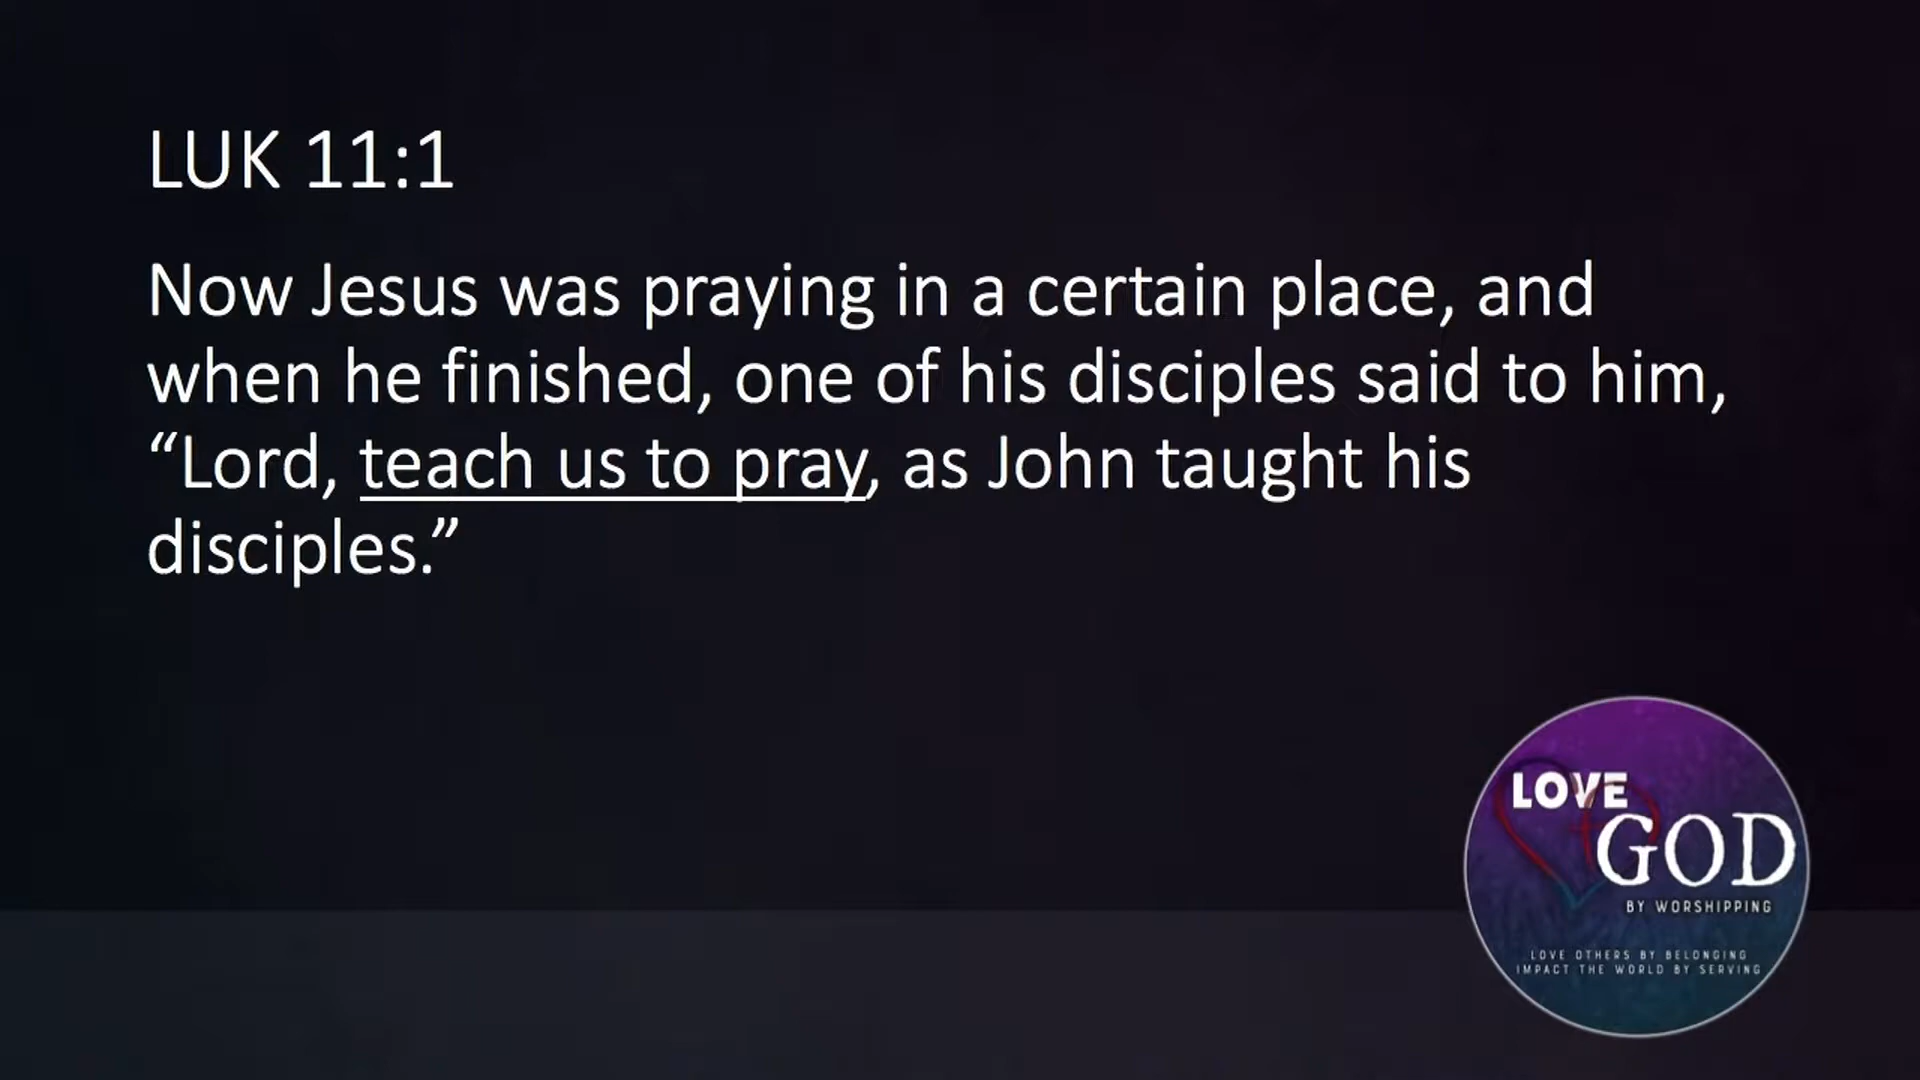 LUK 11:1
Now Jesus was praying in a certain place, and
when he finished, one of his disciples said to him,
“Lord, teach us to pray, as John taught his
disciples.”
LOVE
GOD
BY WORSHIPPING
LOVE OTHERS BY BELONGING
IMPACT THE WORLD BY SERVING